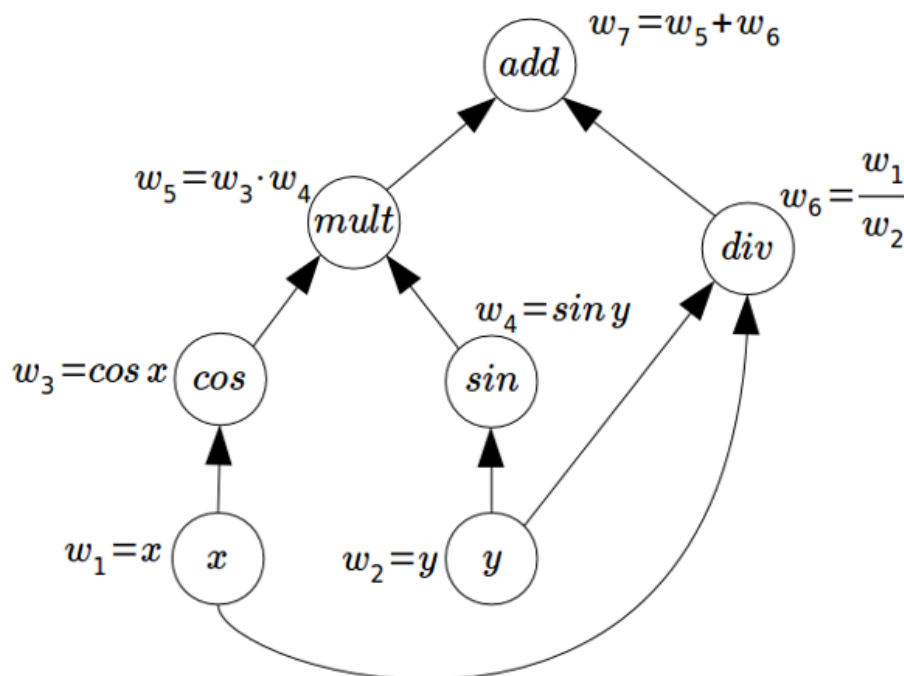 w₇=w₅+w₆
add
w₅=w₃·w₄
mult
w₆=w₁/w₂
div
w₄=sin y
w₃=cos x
cos
sin
w₁=x
x
w₂=y
y